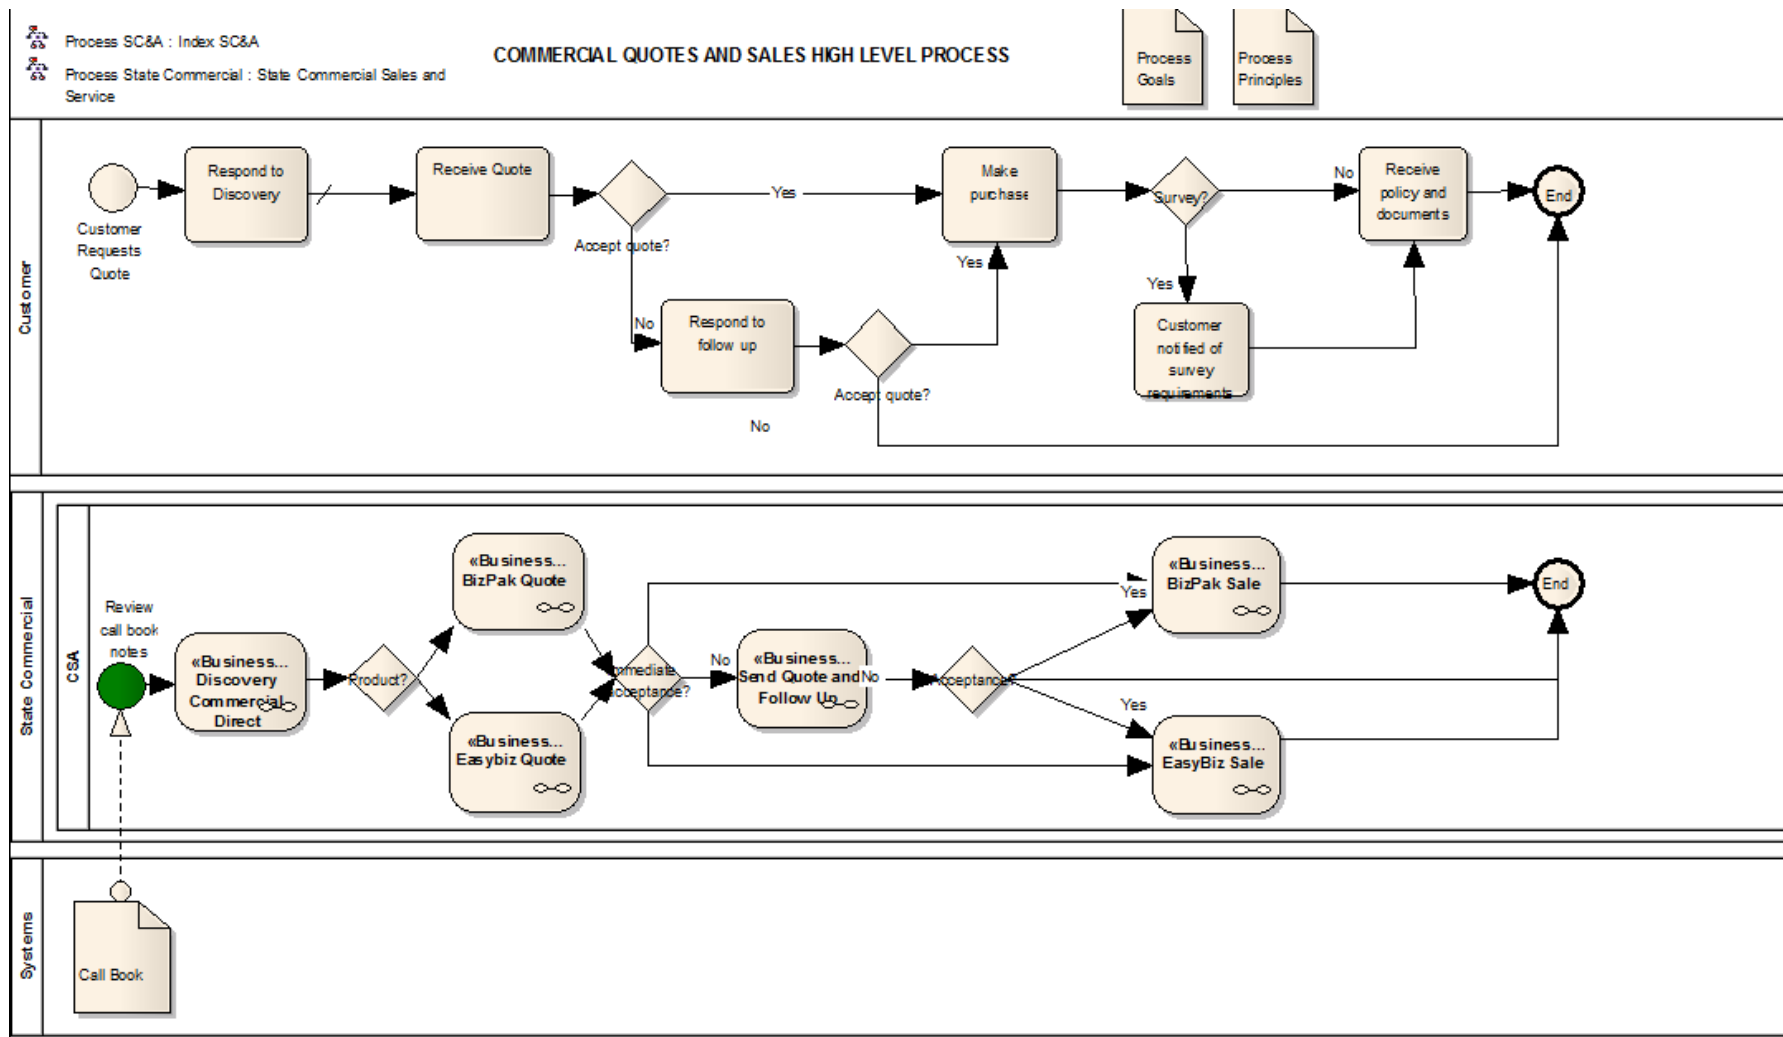 Process SC&A : Index SC&A
Process State Commercial : State Commercial Sales and
Service
COMMERCIAL QUOTES AND SALES HIGH LEVEL PROCESS
Process
Goals
Process
Principles
Customer
Customer
Requests
Quote
Respond to
Discovery
Receive Quote
Accept quote?
Yes
No
Respond to
follow up
Accept quote?
No
Yes
Make
purchase
Survey?
No
Yes
Customer
notified of
survey
requirements
Receive
policy and
documents
End
State Commercial
CSA
Review
call book
notes
«Business...
Discovery
Commercial
Direct
Product?
«Business...
BizPak Quote
«Business...
Easybiz Quote
Immediate
acceptance?
No
«Business...
Send Quote and
Follow Up
No
Acceptance?
Yes
Yes
«Business...
BizPak Sale
«Business...
EasyBiz Sale
End
Systems
Call Book